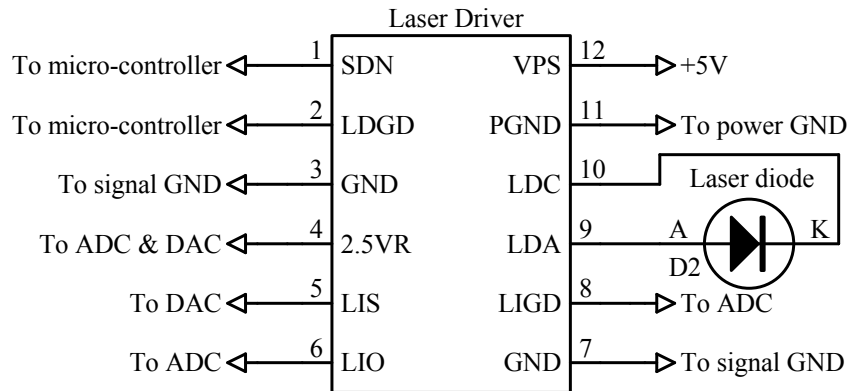 Laser Driver
To micro-controller 1 SDN VPS 12 +5V
To micro-controller 2 LDGD PGND 11 To power GND
To signal GND 3 GND LDC 10
Laser diode
To ADC & DAC 4 2.5VR LDA 9 A K
D2
To DAC 5 LIS LIGD 8 To ADC
To ADC 6 LIO GND 7 To signal GND